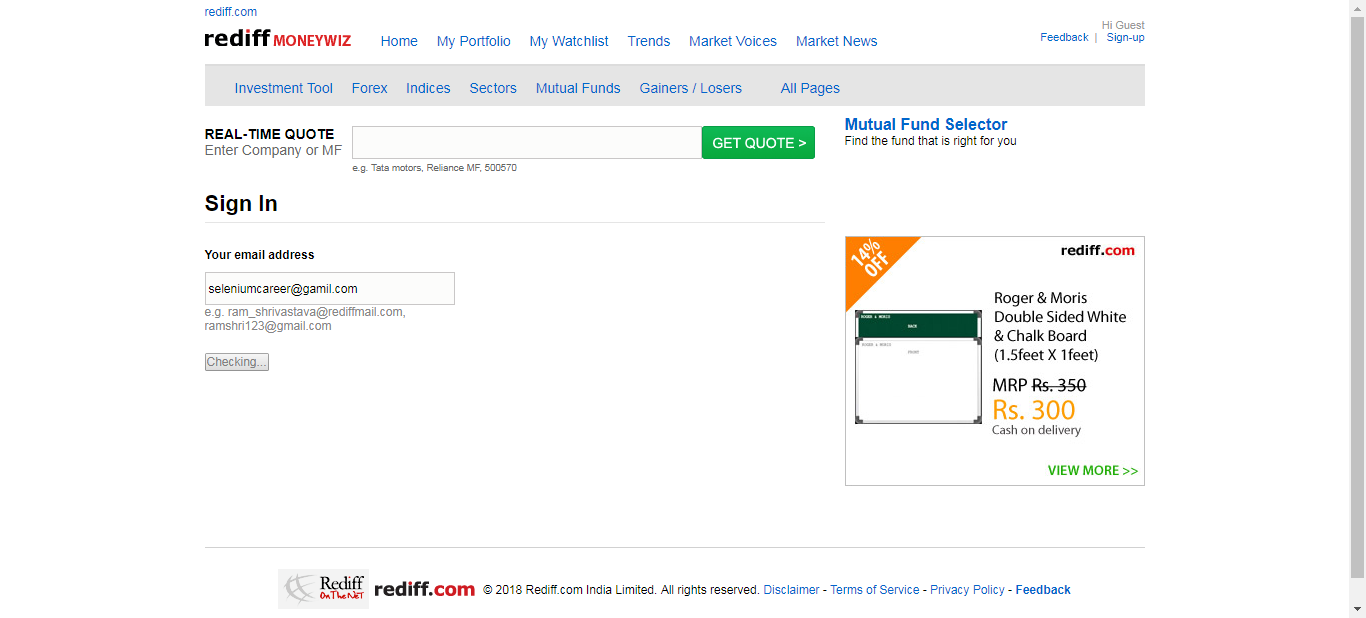 rediff.com
rediff MONEYWIZ
Home My Portfolio My Watchlist Trends Market Voices Market News
Hi Guest
Feedback | Sign-up
Investment Tool Forex Indices Sectors Mutual Funds Gainers / Losers All Pages
REAL-TIME QUOTE
Enter Company or MF
GET QUOTE >
e.g. Tata motors, Reliance MF, 500570
Mutual Fund Selector
Find the fund that is right for you
Sign In
Your email address
seleniumcareer@gamil.com
e.g. ram_shrivastava@rediffmail.com,
ramshri123@gmail.com
Checking...
14%
OFF
rediff.com
ROGER & MORIS
BACK
ROGER & MORIS
FRONT
Roger & Moris
Double Sided White
& Chalk Board
(1.5feet X 1feet)
MRP Rs. 350
Rs. 300
Cash on delivery
VIEW MORE >>
Rediff
On The NeT
rediff.com © 2018 Rediff.com India Limited. All rights reserved. Disclaimer - Terms of Service - Privacy Policy - Feedback